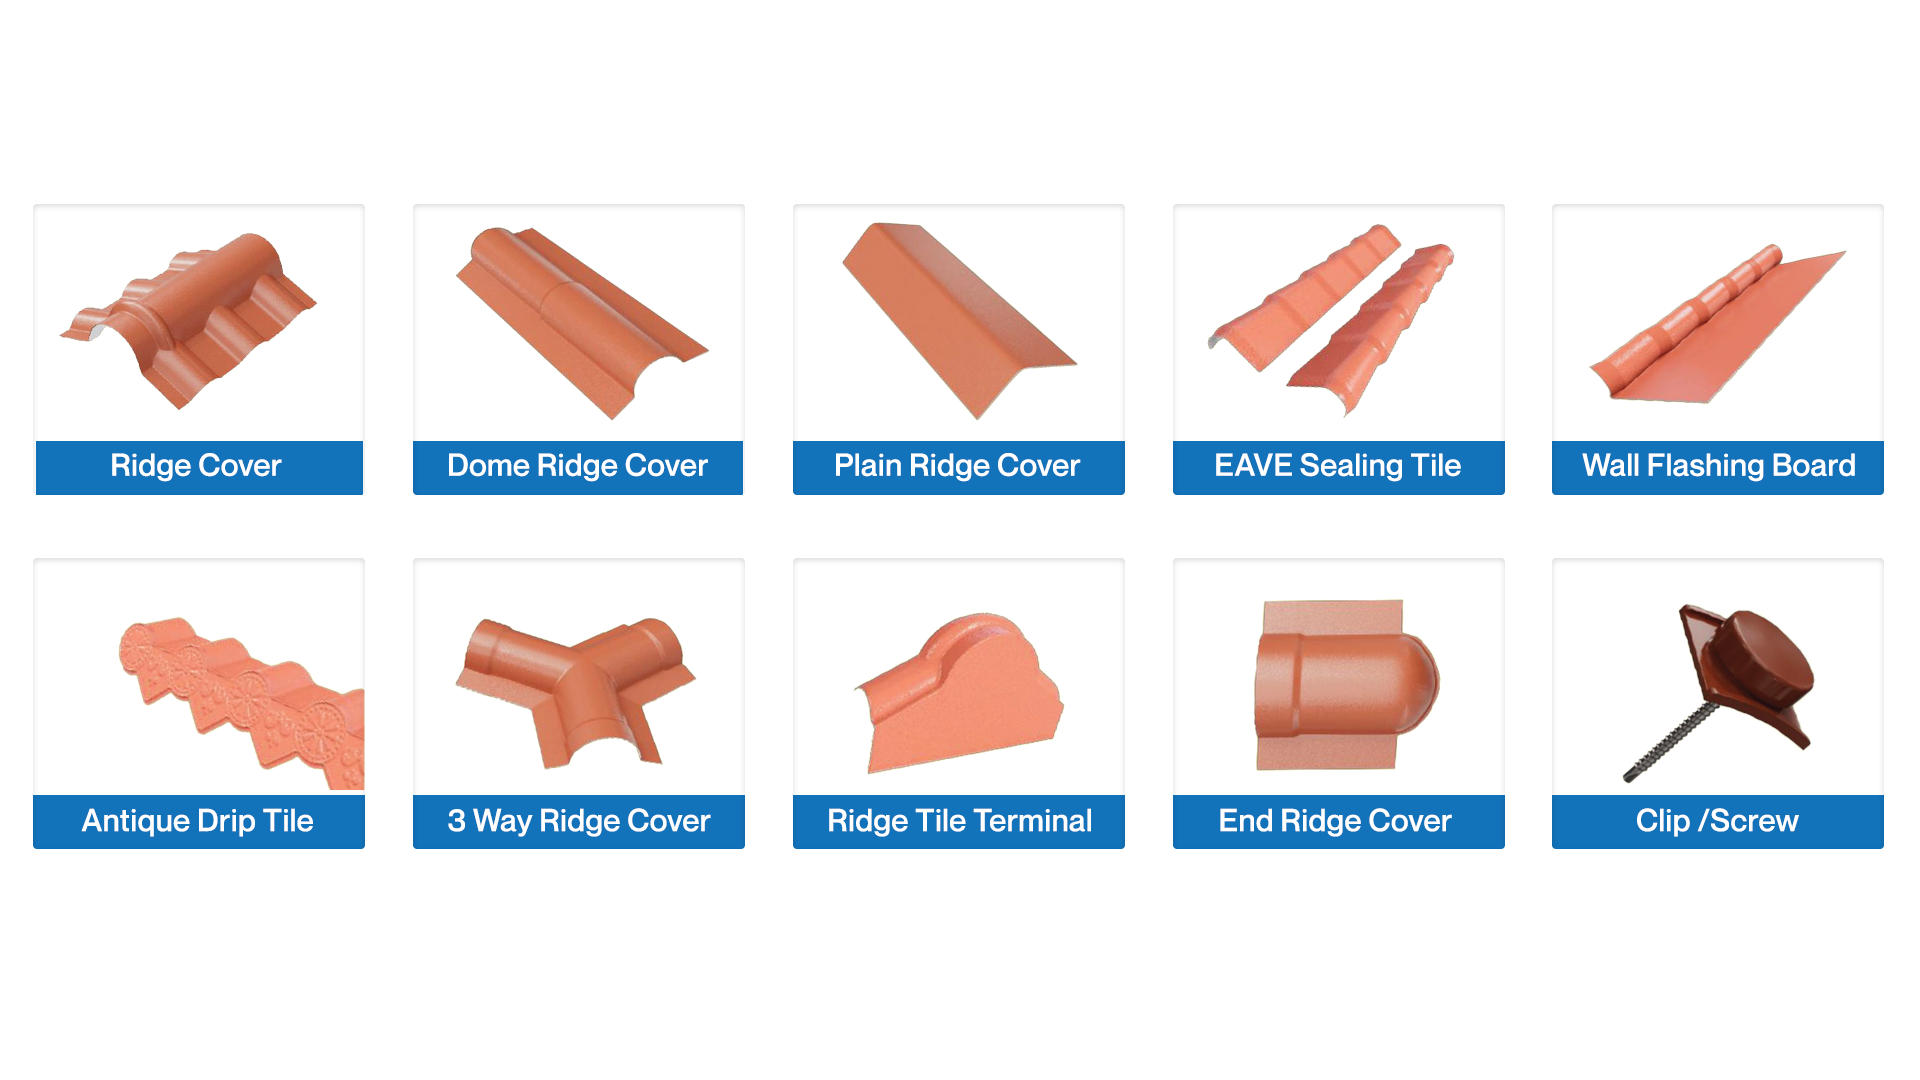 Ridge Cover
Dome Ridge Cover
Plain Ridge Cover
EAVE Sealing Tile
Wall Flashing Board
Antique Drip Tile
3 Way Ridge Cover
Ridge Tile Terminal
End Ridge Cover
Clip /Screw